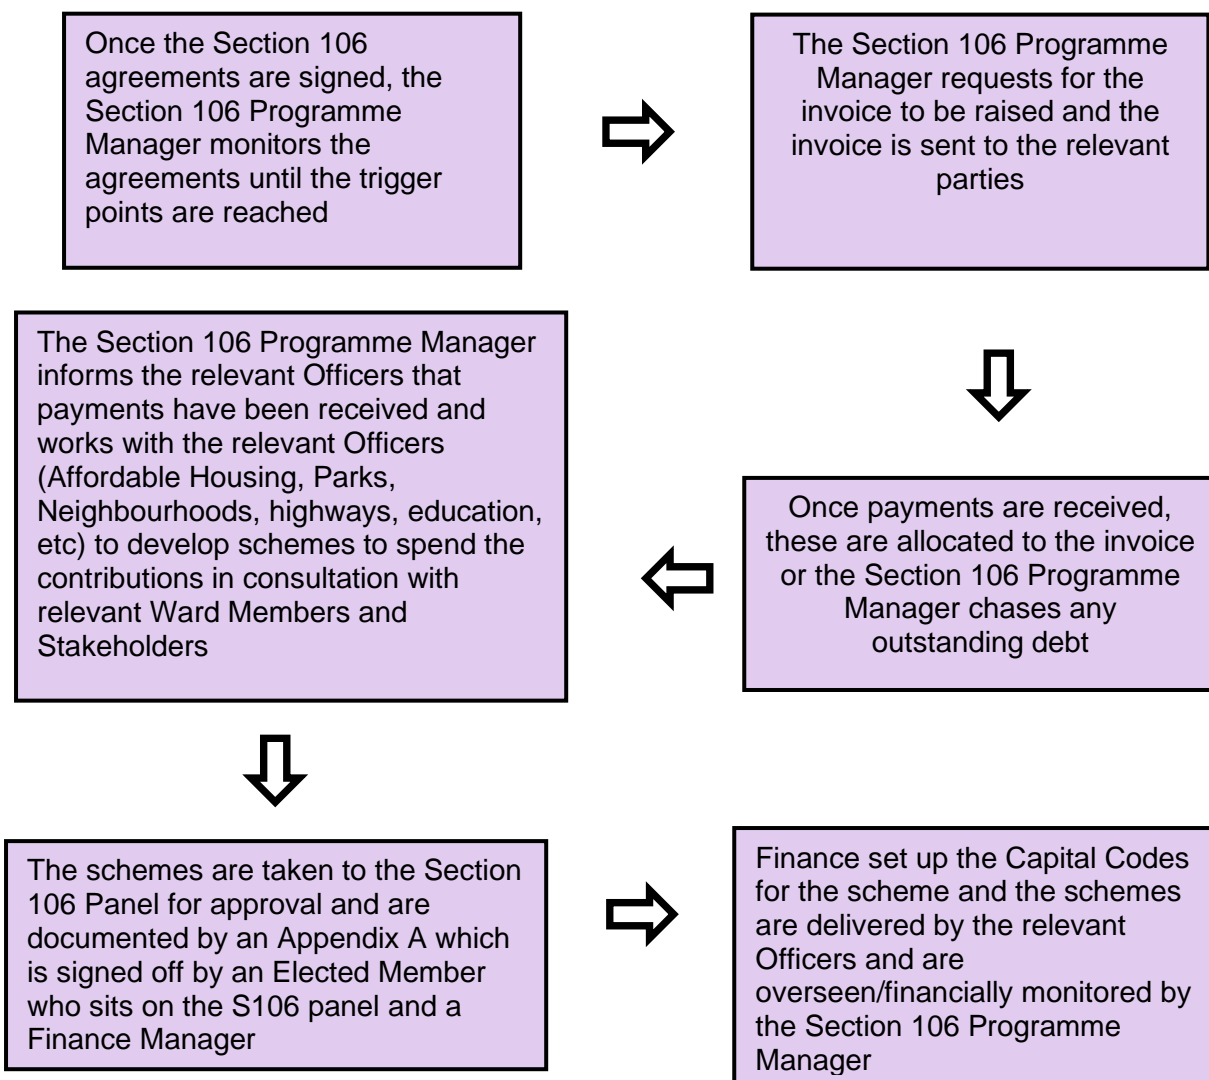 Once the Section 106
agreements are signed, the
Section 106 Programme
Manager monitors the
agreements until the trigger
points are reached
The Section 106 Programme
Manager requests for the
invoice to be raised and the
invoice is sent to the relevant
parties
Once payments are received,
these are allocated to the invoice
or the Section 106 Programme
Manager chases any
outstanding debt
The Section 106 Programme Manager
informs the relevant Officers that
payments have been received and
works with the relevant Officers
(Affordable Housing, Parks,
Neighbourhoods, highways, education,
etc) to develop schemes to spend the
contributions in consultation with
relevant Ward Members and
Stakeholders
The schemes are taken to the Section
106 Panel for approval and are
documented by an Appendix A which
is signed off by an Elected Member
who sits on the S106 panel and a
Finance Manager
Finance set up the Capital Codes
for the scheme and the schemes
are delivered by the relevant
Officers and are
overseen/financially monitored by
the Section 106 Programme
Manager